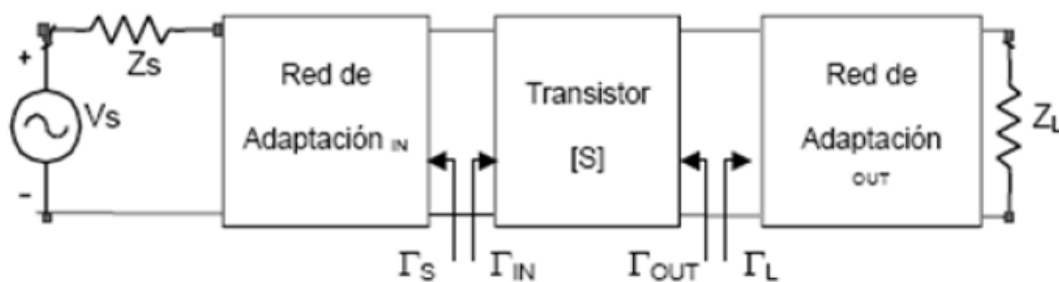 +
Zs
Vs
-
Red de
Adaptación IN
Transistor
[S]
Red de
Adaptación
OUT
ZL
ΓS
ΓIN
ΓOUT
ΓL